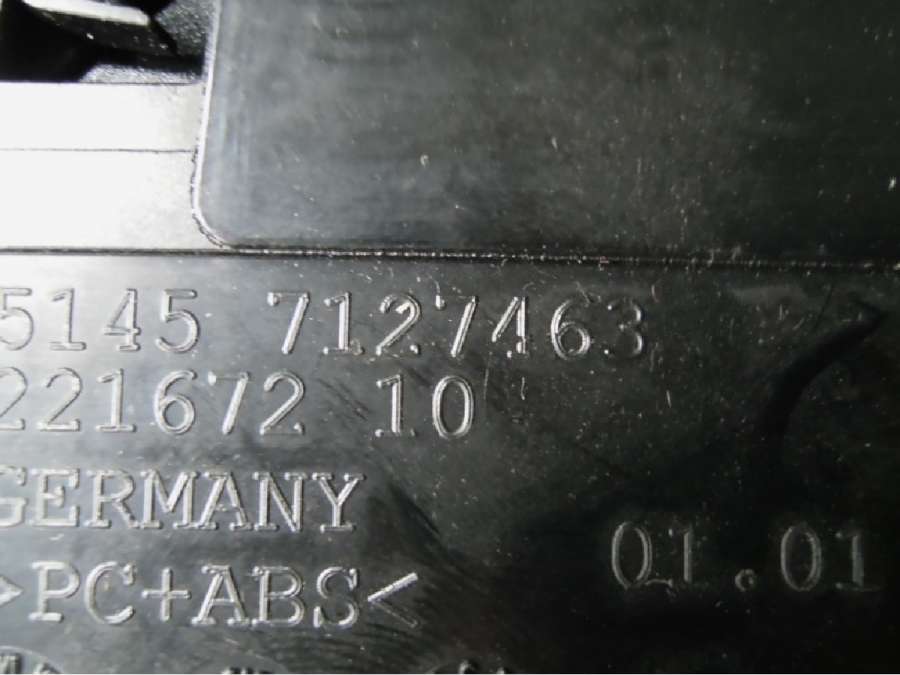 5145 7127463
221672 10
GERMANY
>PC+ABS<
01.01